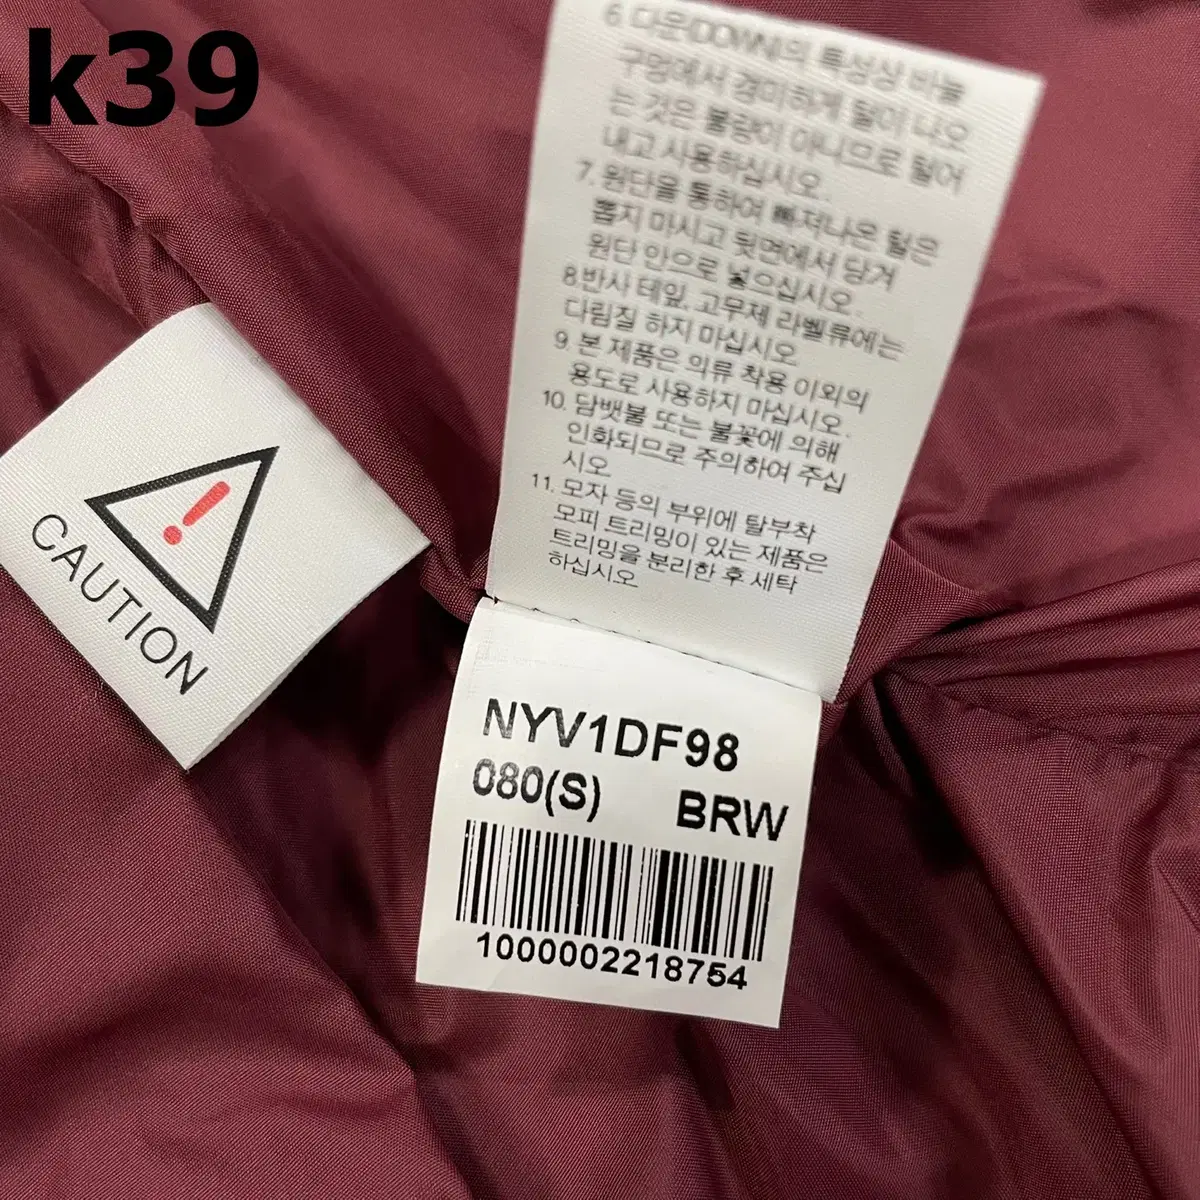 k39
6. 다운(DOWN)의 특성상 바늘
구멍에서 경미하게 털이 나오
는 것은 불량이 아니므로 털어
내고 사용하십시오.
7. 원단을 통하여 빠져나온 털은
뽑지 마시고 뒷면에서 당겨
원단 안으로 넣으십시오.
8.반사 테잎, 고무제 라벨류에는
다림질 하지 마십시오.
9. 본 제품은 의류 착용 이외의
용도로 사용하지 마십시오.
10. 담뱃불 또는 불꽃에 의해
인화되므로 주의하여 주십
시오
11. 모자 등의 부위에 탈부착
모피 트리밍이 있는 제품은
트리밍을 분리한 후 세탁
하십시오
CAUTION
NYV1DF98
080(S) BRW
1000002218754